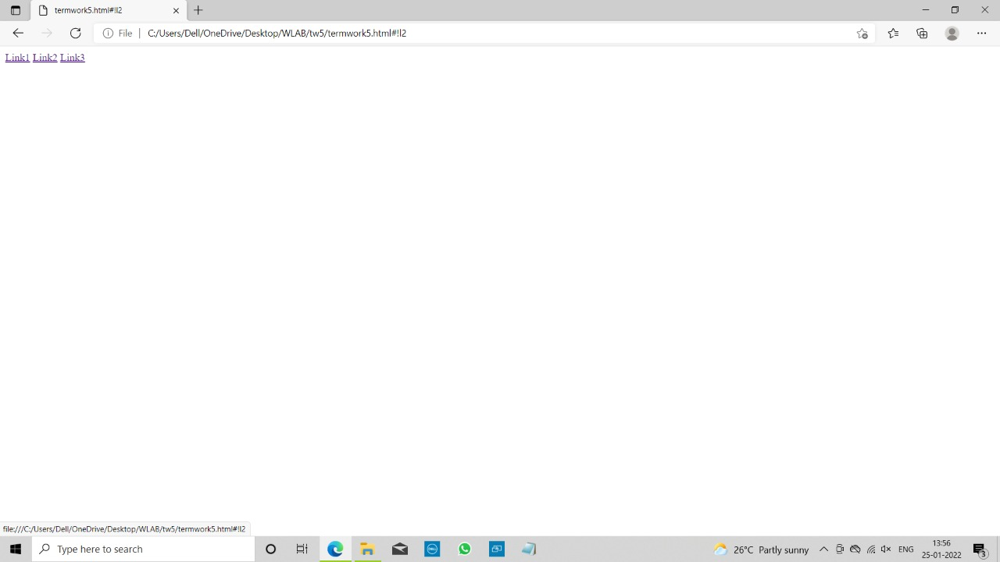 termwork5.html#!l2
File | C:/Users/Dell/OneDrive/Desktop/WLAB/tw5/termwork5.html#!l2
Link1 Link2 Link3
file:///C:/Users/Dell/OneDrive/Desktop/WLAB/tw5/termwork5.html#!l2
Type here to search
DELL
26°C Partly sunny
ENG
13:56
25-01-2022
3